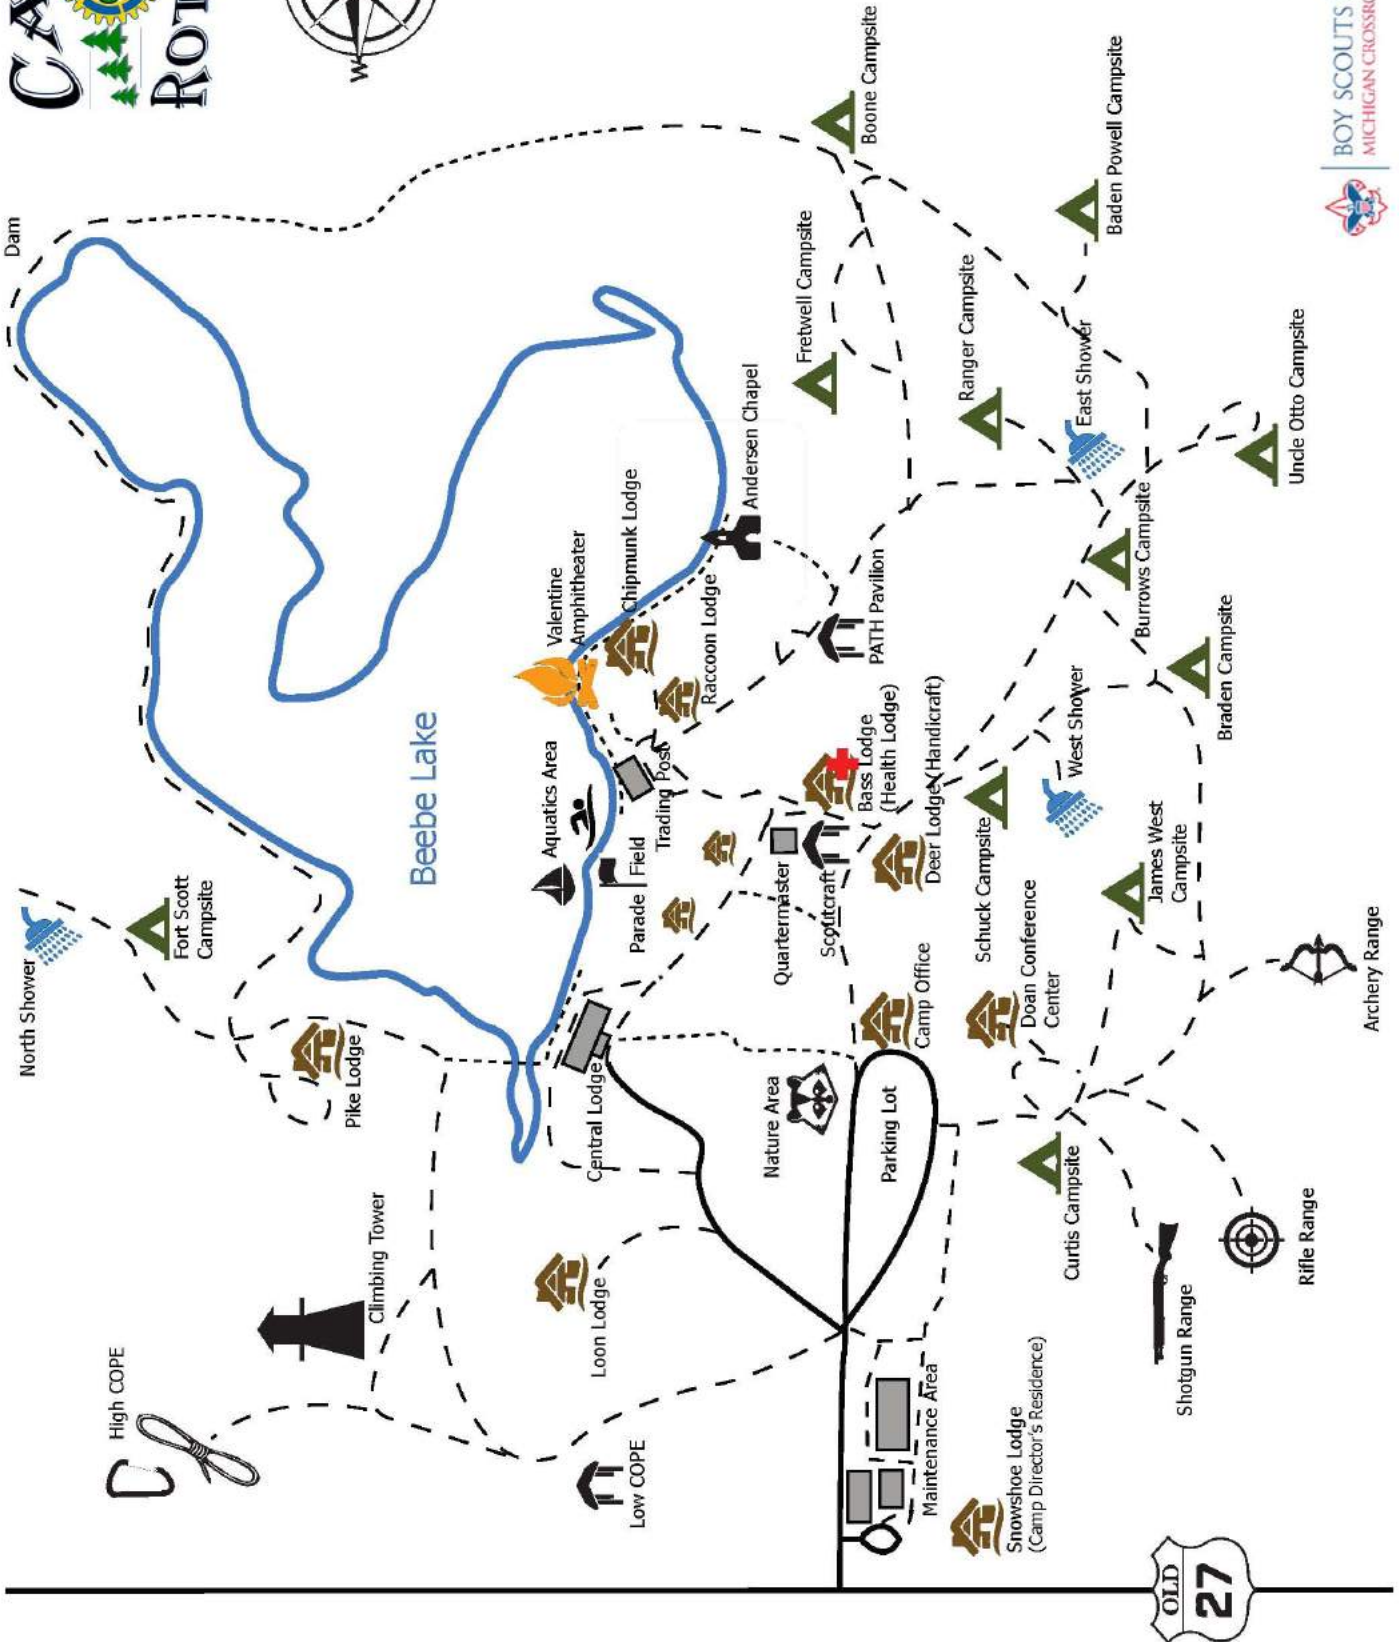 CA
ROT
Dam
North Shower
High COPE
Fort Scott
Campsite
W
Pike Lodge
Climbing Tower
Beebe Lake
Valentine
Amphitheater
Aquatics Area
Central Lodge
Loon Lodge
Chipmunk Lodge
Parade Field
Low COPE
Trading Post
Raccoon Lodge
Andersen Chapel
Nature Area
Quartermaster
Fretwell Campsite
Scoutcraft
Boone Campsite
PATH Pavilion
Bass Lodge
(Health Lodge)
Parking Lot
Camp Office
Deer Lodge (Handicraft)
Maintenance Area
Ranger Campsite
Schuck Campsite
Snowshoe Lodge
(Camp Director's Residence)
Doan Conference
Center
Curtis Campsite
West Shower
East Shower
Baden Powell Campsite
Burrows Campsite
James West
Campsite
Shotgun Range
Braden Campsite
OLD
27
Uncle Otto Campsite
Rifle Range
Archery Range
BOY SCOUTS
MICHIGAN CROSSRO